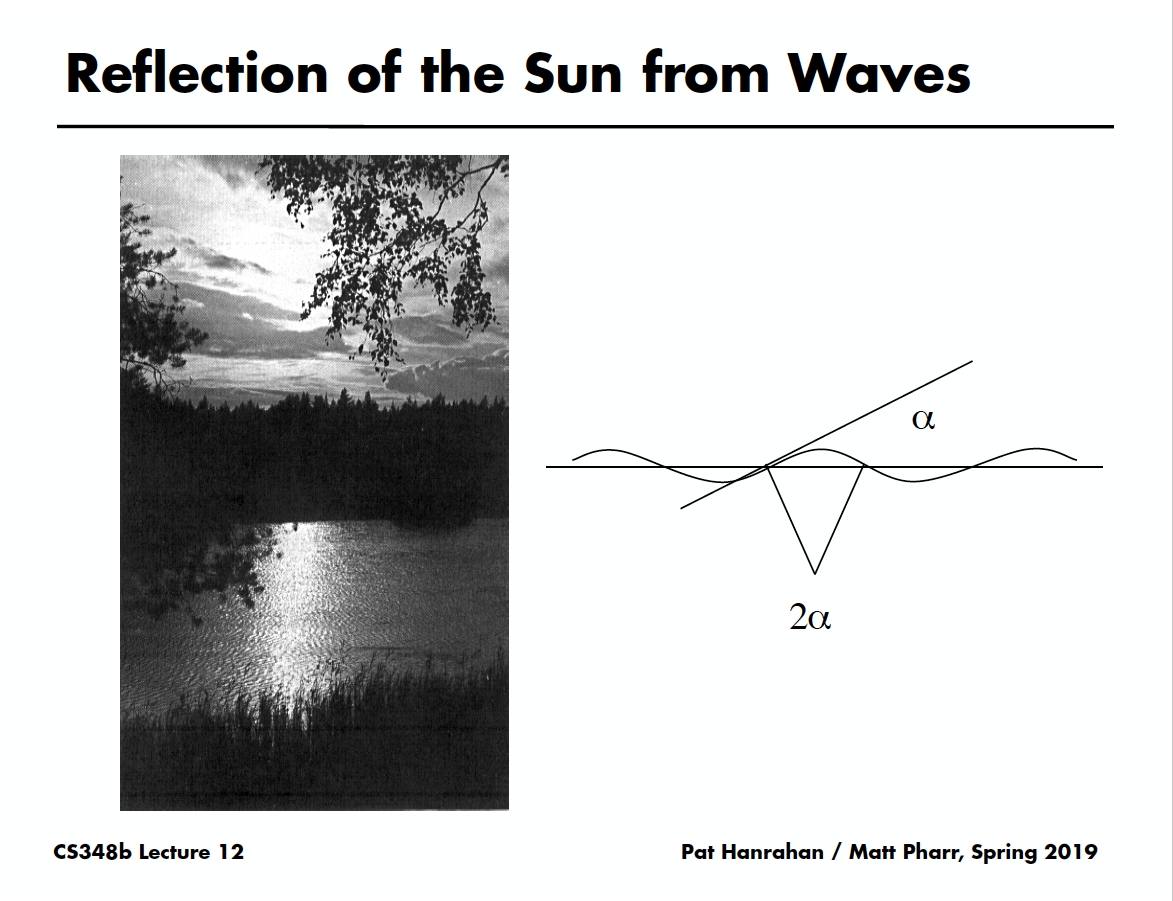 Reflection of the Sun from Waves
α
2α
CS348b Lecture 12
Pat Hanrahan / Matt Pharr, Spring 2019